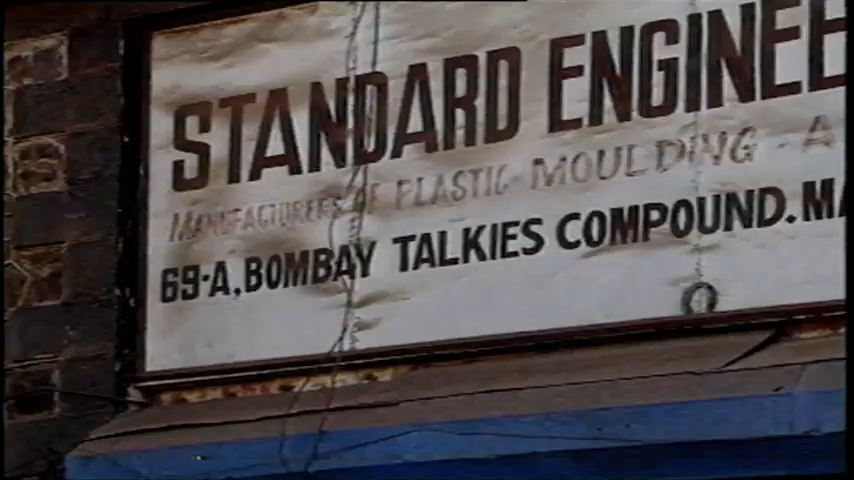 STANDARD ENGINEE
MANUFACTURERS OF PLASTIC MOULDING - A
69-A, BOMBAY TALKIES COMPOUND. MA